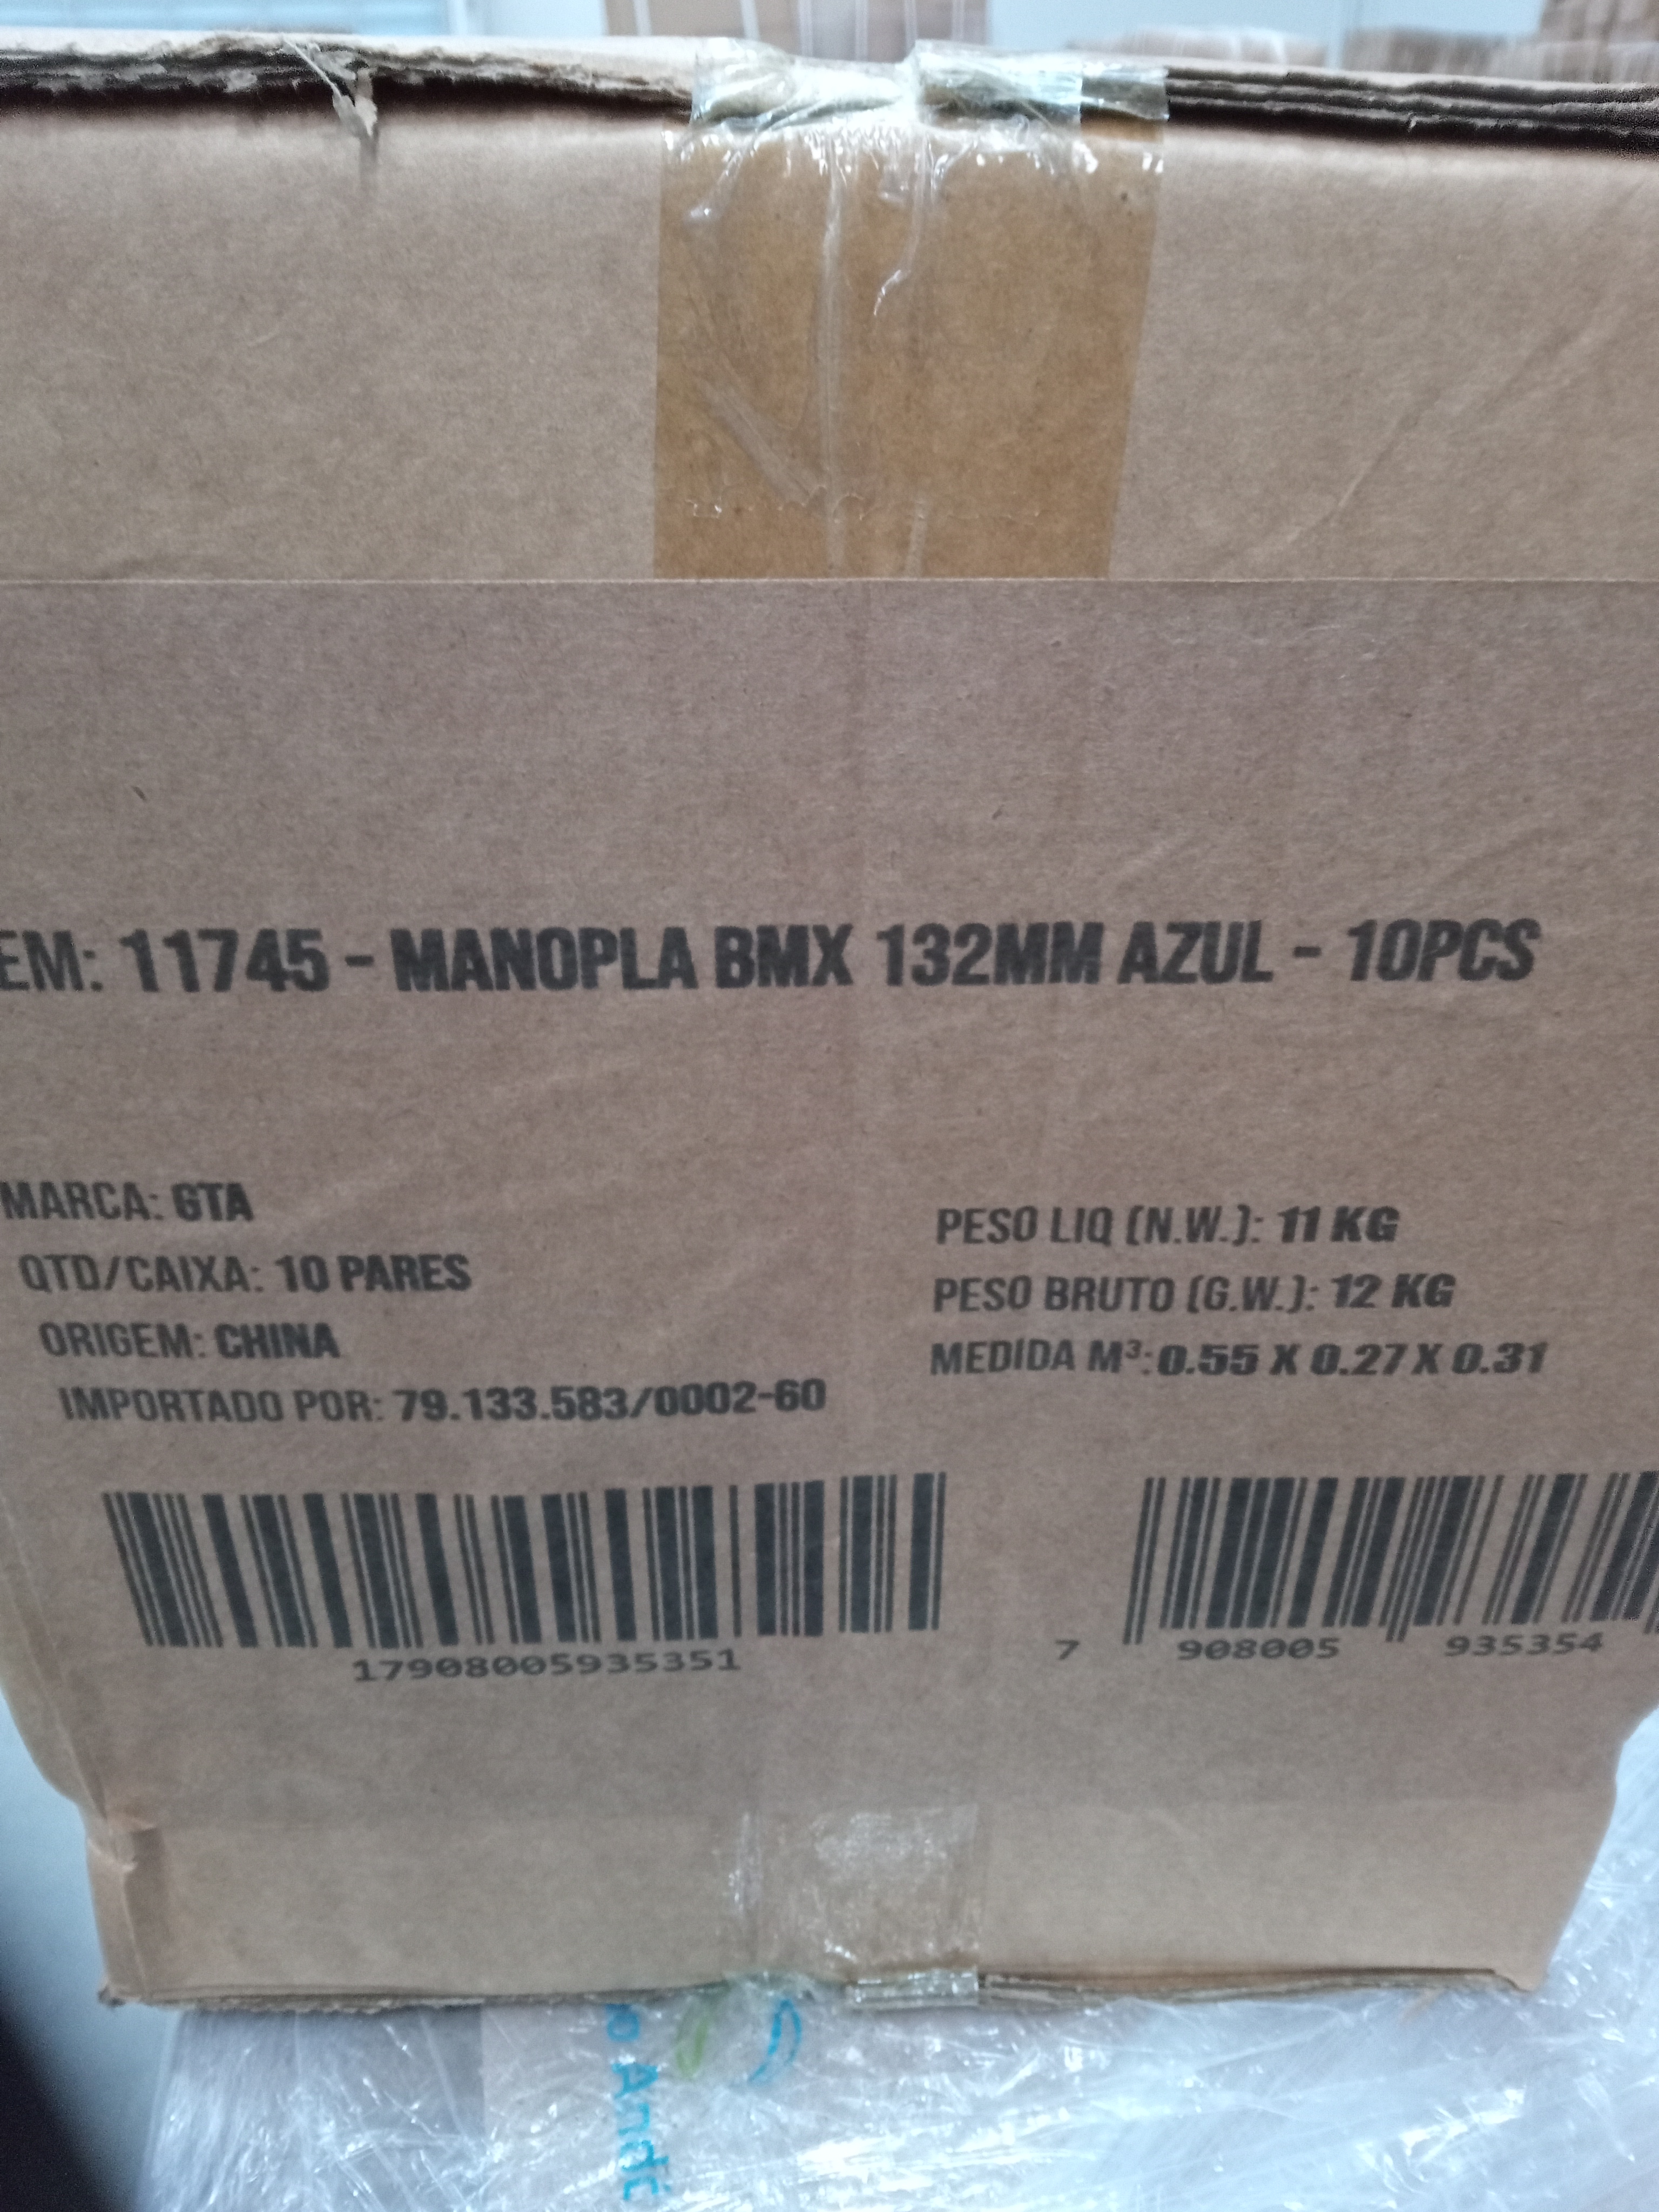 EM: 11745 - MANOPLA BMX 132MM AZUL - 10PCS
MARCA: GTA
QTD/CAIXA: 10 PARES
ORIGEM: CHINA
IMPORTADO POR: 79.133.583/0002-60
PESO LIQ (N.W.): 11 KG
PESO BRUTO (G.W.): 12 KG
MEDIDA M³: 0.55 X 0.27 X 0.31
17908005935351
7 908005 935354